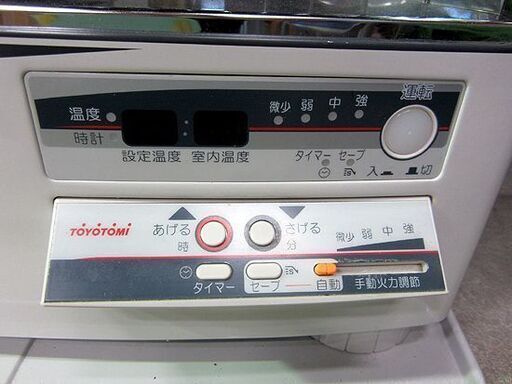 運転
微少 弱 中 強
温度
時計
設定温度 室内温度
タイマー セーブ
入 切
TOYOTOMI
あげる さげる
時 分
微少 弱 中 強
タイマー セーブ 自動 手動火力調節